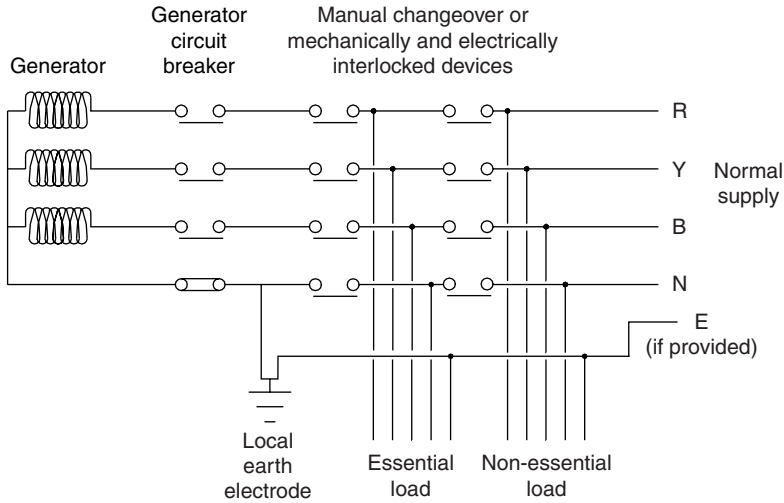 Generator
Generator
circuit
breaker
Manual changeover or
mechanically and electrically
interlocked devices
R
Y
B
N
Normal
supply
E
(if provided)
Local
earth
electrode
Essential
load
Non-essential
load